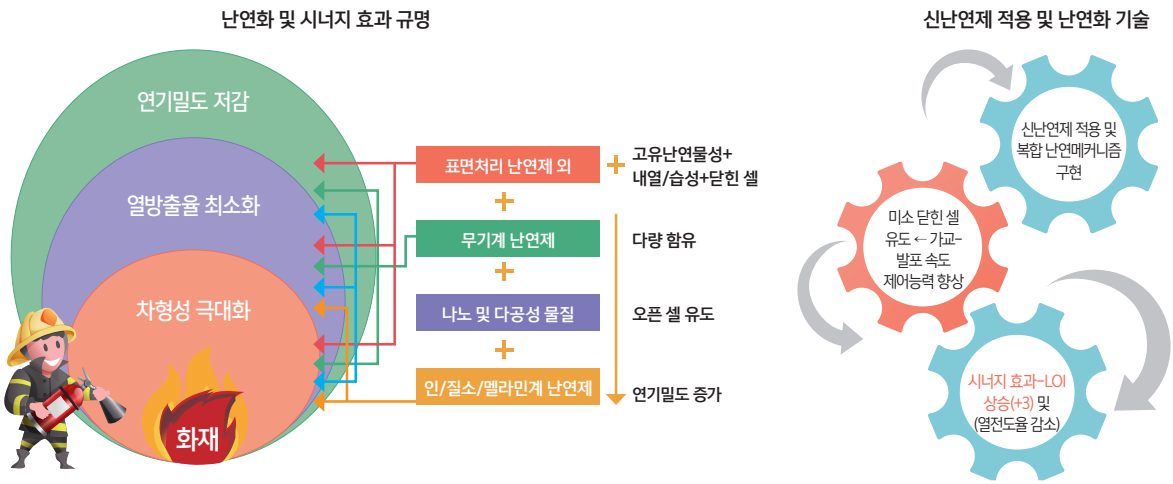 난연화 및 시너지 효과 규명
연기밀도 저감
열방출율 최소화
차형성 극대화
화재
표면처리 난연제 외
+
고유난연물성+
내열/습성+닫힌 셀
+
무기계 난연제
다량 함유
+
나노 및 다공성 물질
오픈 셀 유도
+
인/질소/멜라민계 난연제
연기밀도 증가
신난연제 적용 및 난연화 기술
신난연제 적용 및
복합 난연메커니즘
구현
미소 닫힌 셀
유도 ← 가교-
발포 속도
제어능력 향상
시너지 효과-LOI
상승(+3) 및
(열전도율 감소)